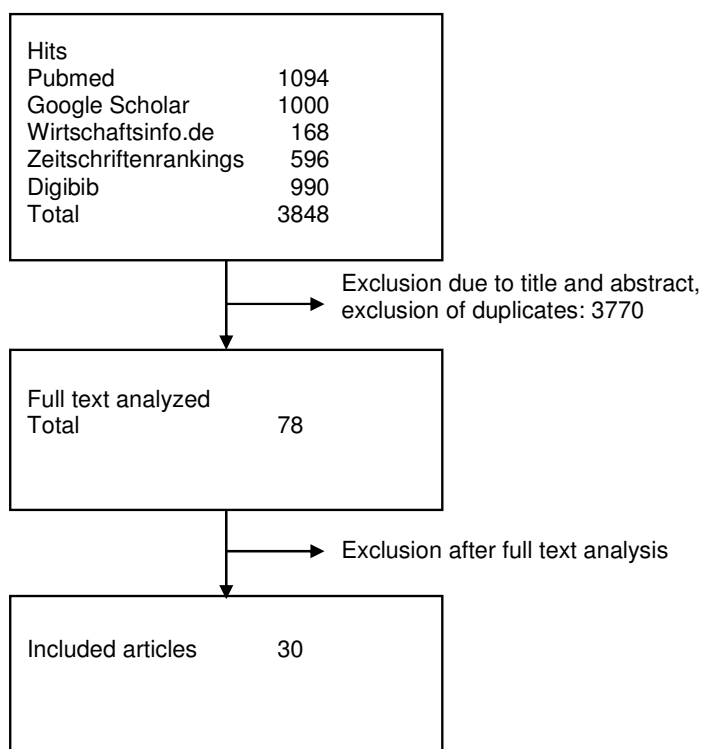 Hits
Pubmed 1094
Google Scholar 1000
Wirtschaftsinfo.de 168
Zeitschriftenrankings 596
Digibib 990
Total 3848
Exclusion due to title and abstract,
exclusion of duplicates: 3770
Full text analyzed
Total 78
Exclusion after full text analysis
Included articles 30